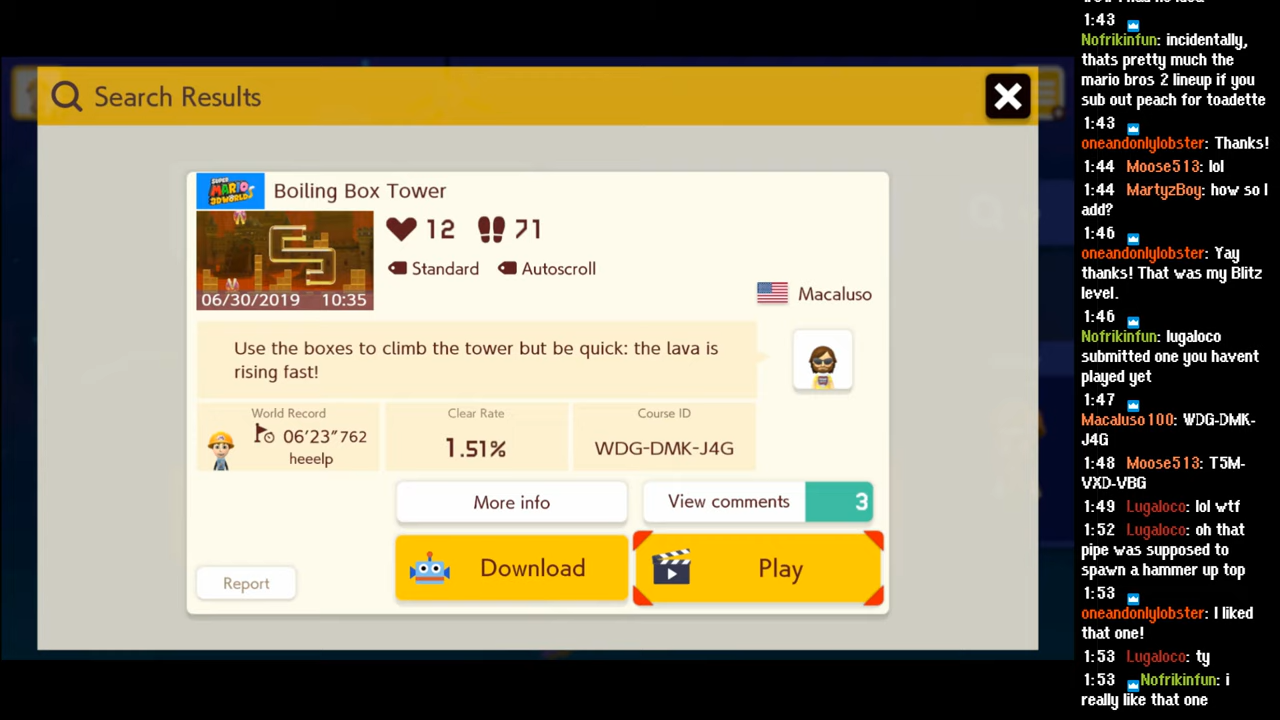 Search Results
SUPER
MARIO
3D WORLD
Boiling Box Tower
12 71
Standard Autoscroll
06/30/2019 10:35
Macaluso
Use the boxes to climb the tower but be quick: the lava is
rising fast!
World Record
06'23"762
heeelp
Clear Rate
1.51%
Course ID
WDG-DMK-J4G
More info
View comments 3
Report
Download
Play
1:43
Nofrikinfun: incidentally,
thats pretty much the
mario bros 2 lineup if you
sub out peach for toadette
1:43
oneandonlylobster: Thanks!
1:44 Moose513: lol
1:44 MartyzBoy: how so I
add?
1:46
oneandonlylobster: Yay
thanks! That was my Blitz
level.
1:46
Nofrikinfun: lugaloco
submitted one you havent
played yet
1:47
Macaluso100: WDG-DMK-
J4G
1:48 Moose513: T5M-
VXD-VBG
1:49 Lugaloco: lol wtf
1:52 Lugaloco: oh that
pipe was supposed to
spawn a hammer up top
1:53
oneandonlylobster: I liked
that one!
1:53 Lugaloco: ty
1:53 Nofrikinfun: i
really like that one